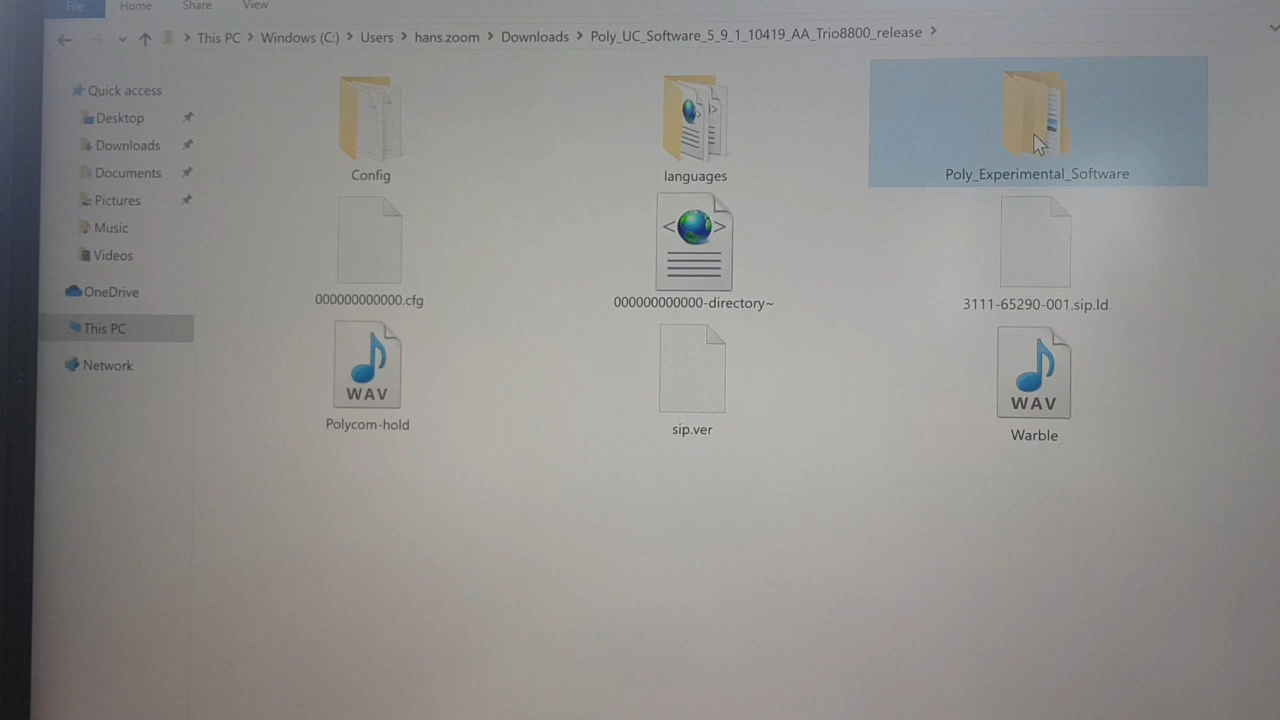 File Home Share View
This PC > Windows (C:) > Users > hans.zoom > Downloads > Poly_UC_Software_5_9_1_10419_AA_Trio8800_release >
Quick access
Desktop
Downloads
Documents
Pictures
Music
Videos
OneDrive
This PC
Network
Config
languages
Poly_Experimental_Software
000000000000.cfg
000000000000-directory~
3111-65290-001.sip.ld
WAV
Polycom-hold
sip.ver
WAV
Warble